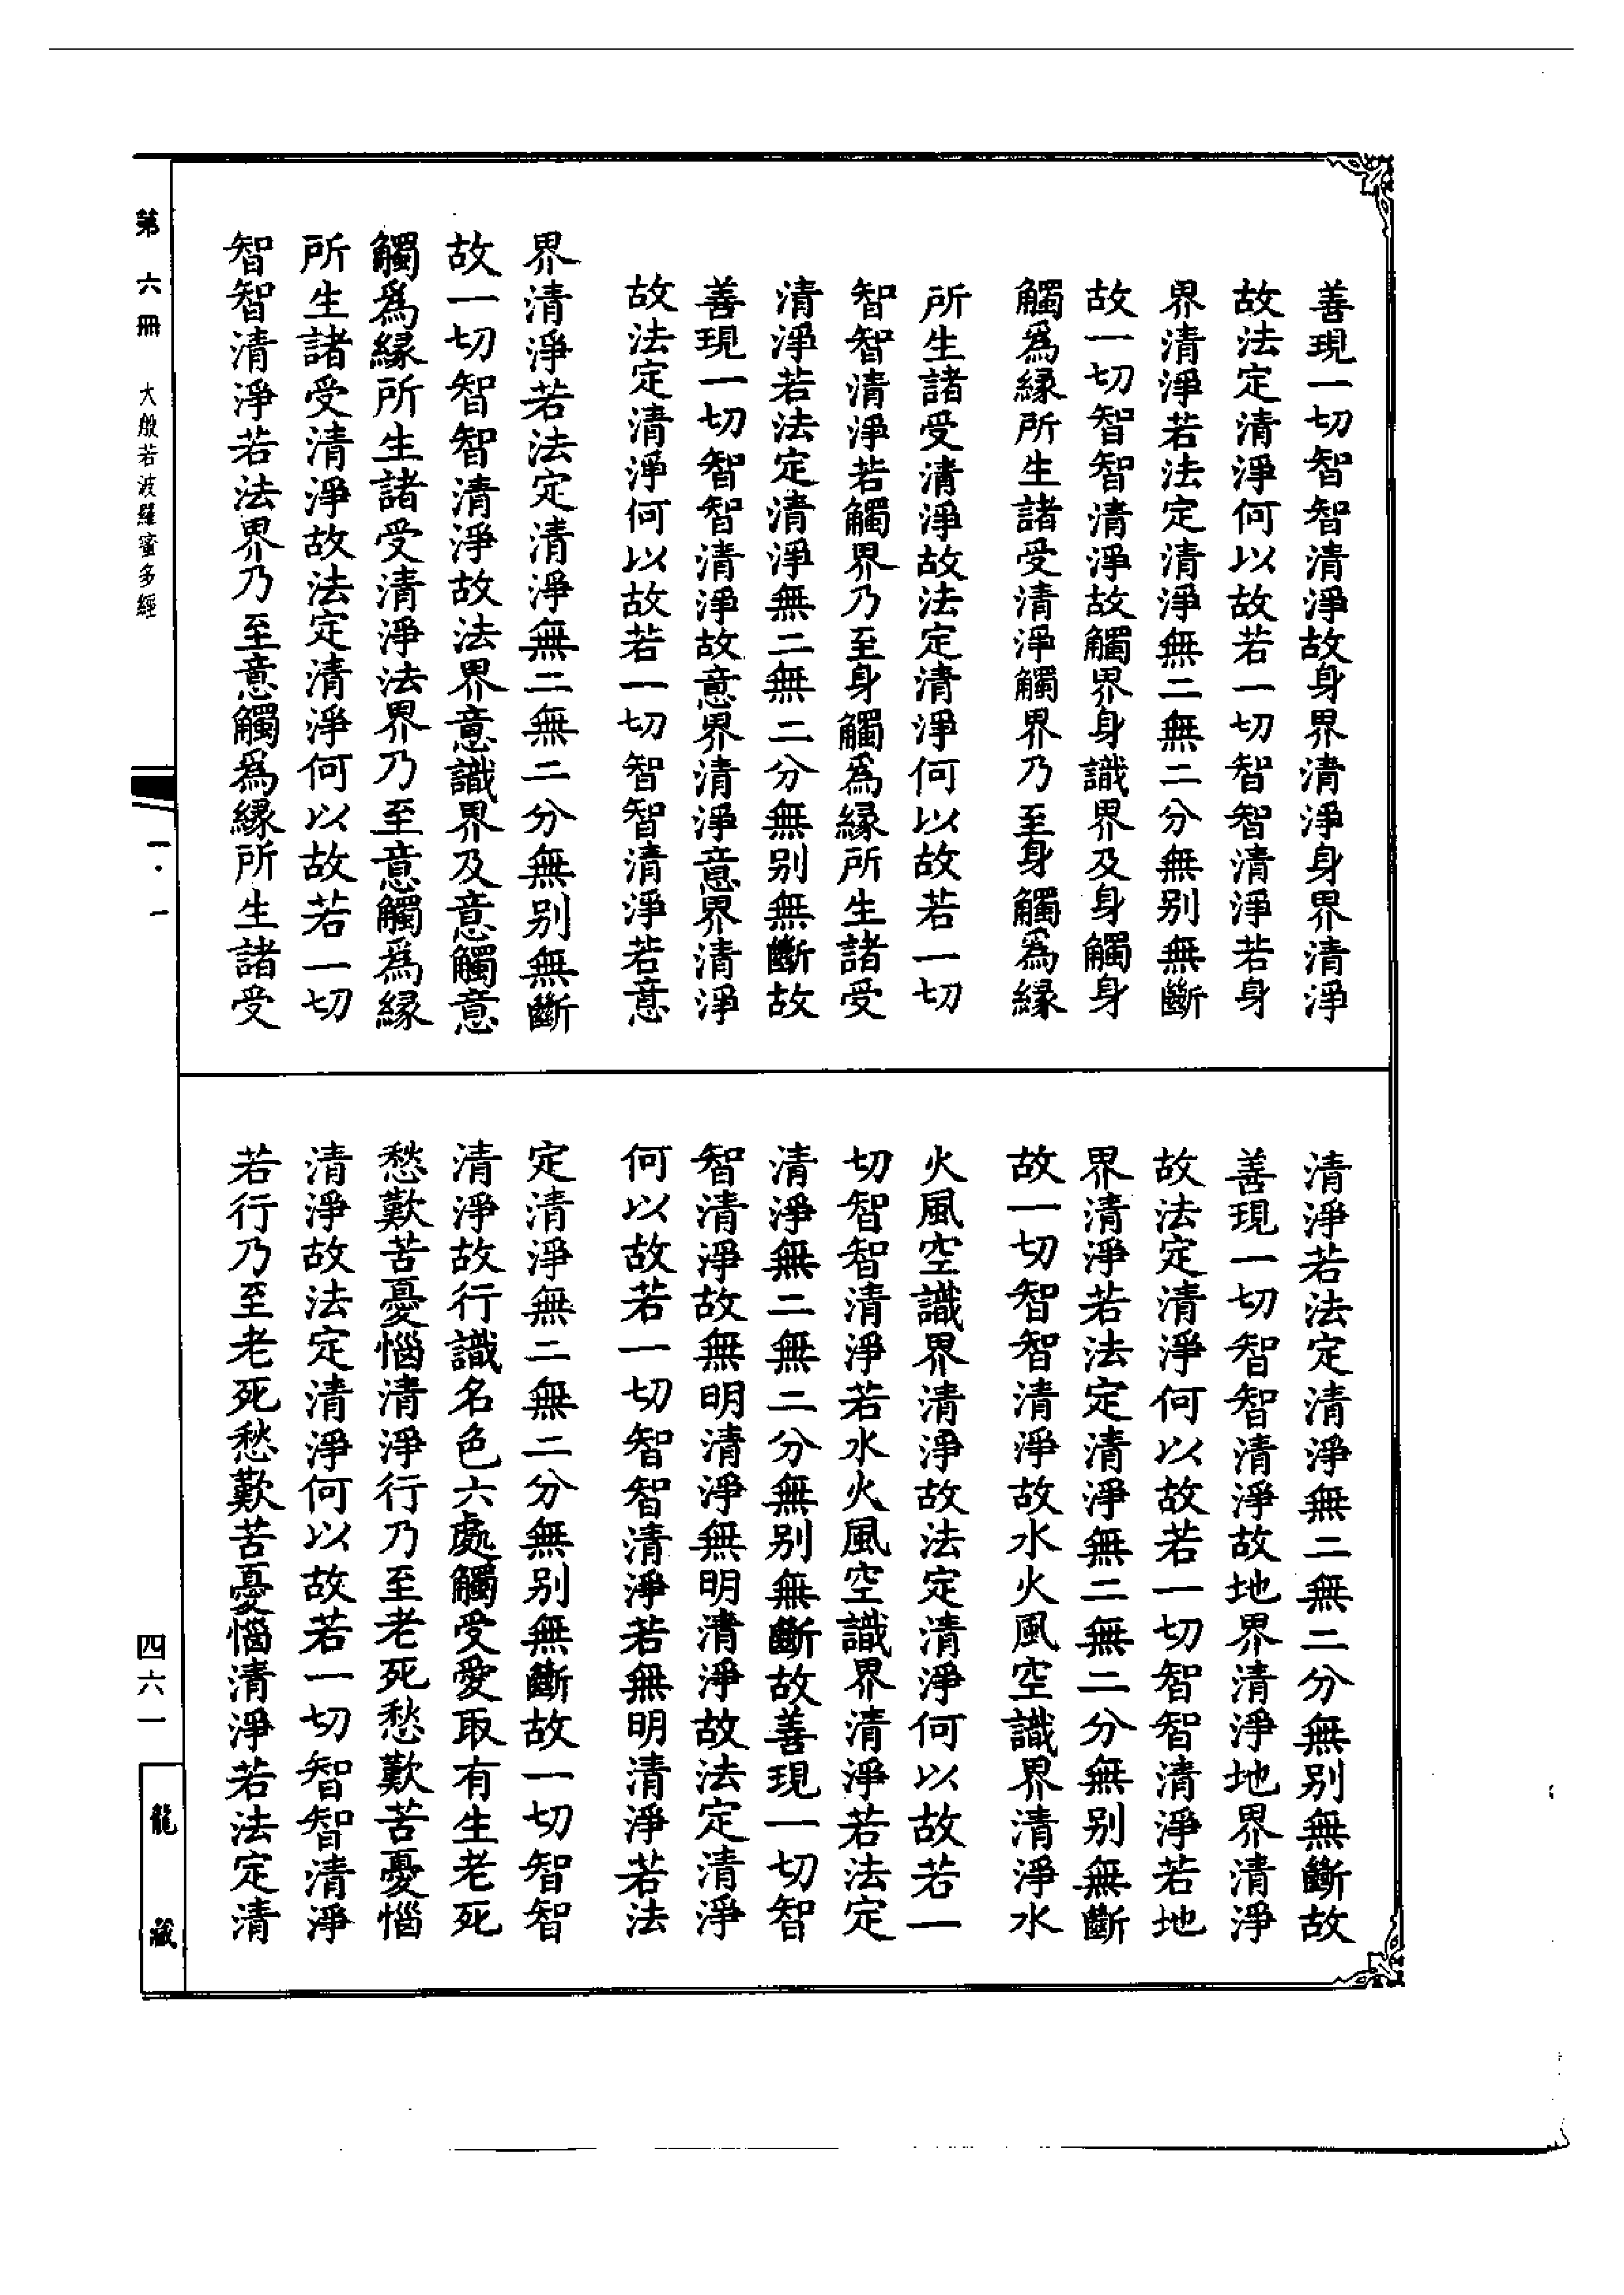 善現一切智智清淨故身界清淨身界清淨
故法定清淨何以故若一切智智清淨若身
界清淨若法定清淨無二無二分無别無斷
故一切智智清淨故觸界身識界及身觸身
觸爲緣所生諸受清淨觸界乃至身觸爲緣
所生諸受清淨故法定清淨何以故若一切
智智清淨若觸界乃至身觸爲緣所生諸受
清淨若法定清淨無二無二分無别無斷故
善現一切智智清淨故意界清淨意界清淨
故法定清淨何以故若一切智智清淨若意
界清淨若法定清淨無二無二分無别無斷
故一切智智清淨故法界意識界及意觸意
觸爲緣所生諸受清淨法界乃至意觸爲緣
所生諸受清淨故法定清淨何以故若一切
智智清淨若法界乃至意觸爲緣所生諸受
清淨若法定清淨無二無二分無别無斷故
善現一切智智清淨故地界清淨地界清淨
故法定清淨何以故若一切智智清淨若地
界清淨若法定清淨無二無二分無别無斷
故一切智智清淨故水火風空識界清淨水
火風空識界清淨故法定清淨何以故若一
切智智清淨若水火風空識界清淨若法定
清淨無二無二分無别無斷故善現一切智
智清淨故無明清淨無明清淨故法定清淨
何以故若一切智智清淨若無明清淨若法
定清淨無二無二分無别無斷故一切智智
清淨故行識名色六處觸受愛取有生老死
愁歎苦憂惱清淨行乃至老死愁歎苦憂惱
清淨故法定清淨何以故若一切智智清淨
若行乃至老死愁歎苦憂惱清淨若法定清
第六冊 大般若波羅蜜多經
一·一
四六一
龍藏